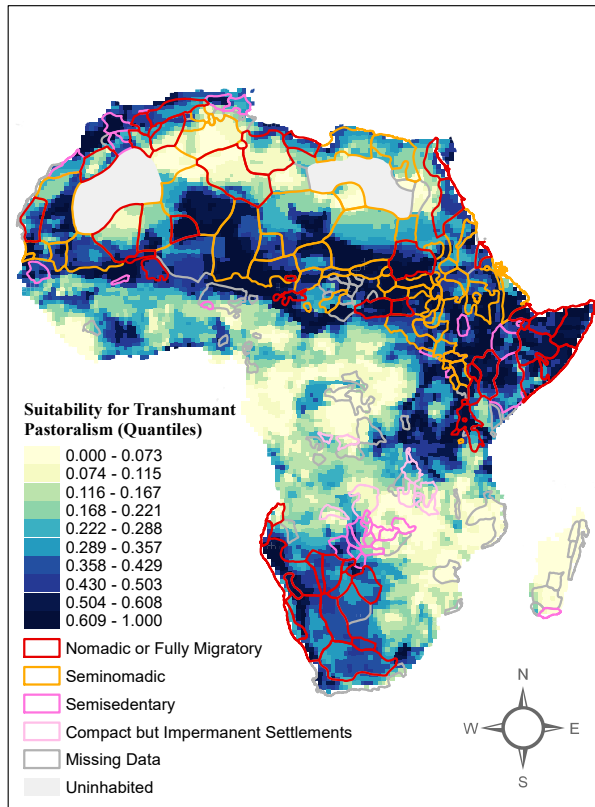 Suitability for Transhumant
Pastoralism (Quantiles)
0.000 - 0.073
0.074 - 0.115
0.116 - 0.167
0.168 - 0.221
0.222 - 0.288
0.289 - 0.357
0.358 - 0.429
0.430 - 0.503
0.504 - 0.608
0.609 - 1.000
Nomadic or Fully Migratory
Seminomadic
Semisedentary
Compact but Impermanent Settlements
Missing Data
Uninhabited
N
W
E
S